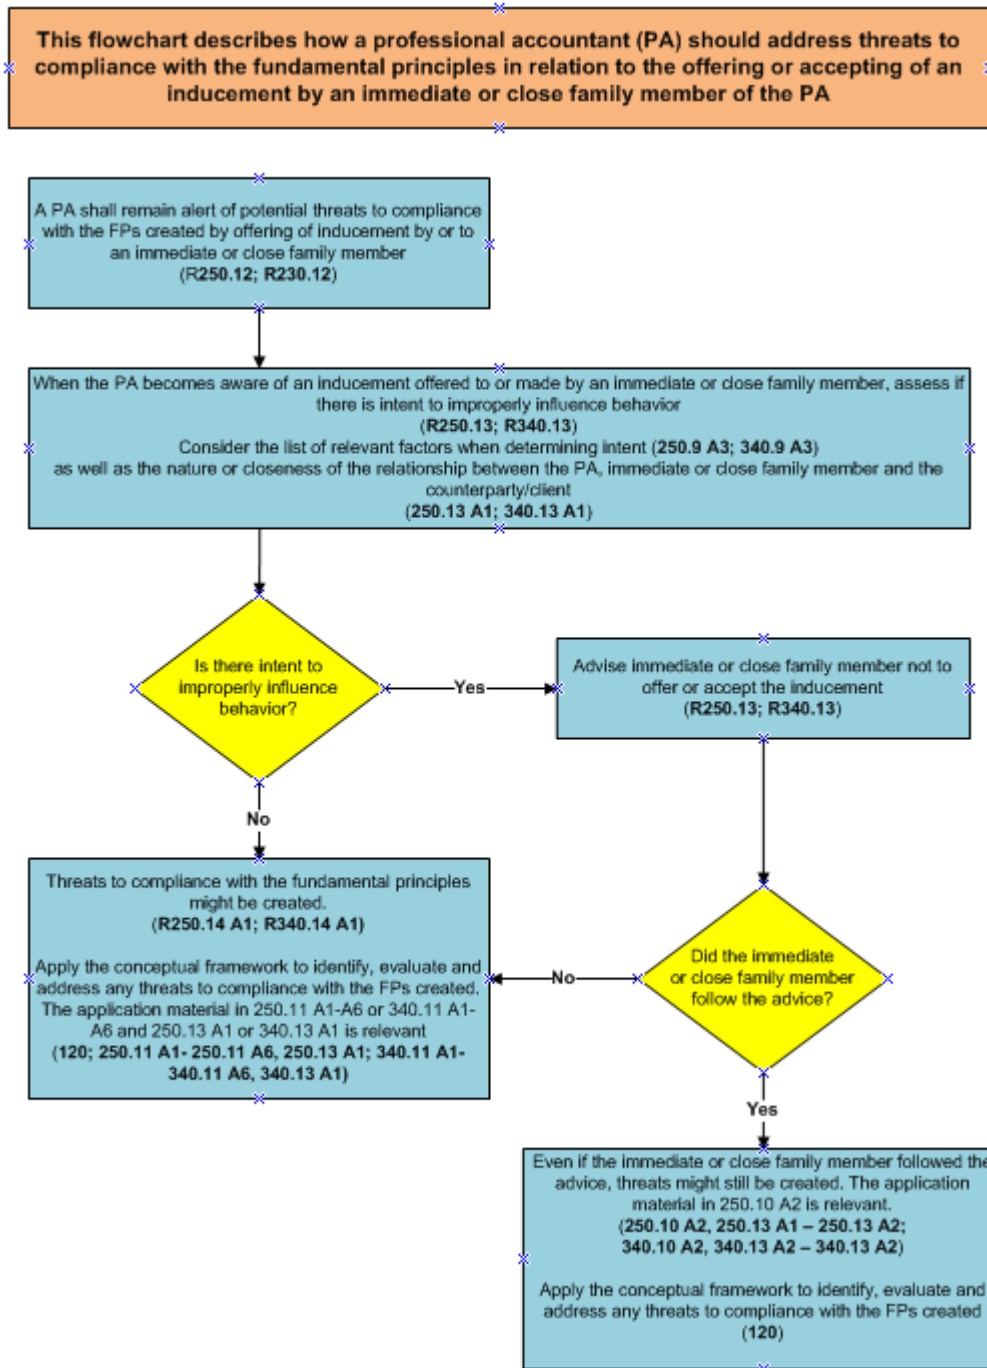 This flowchart describes how a professional accountant (PA) should address threats to
compliance with the fundamental principles in relation to the offering or accepting of an
inducement by an immediate or close family member of the PA
A PA shall remain alert of potential threats to compliance
with the FPs created by offering of inducement by or to
an immediate or close family member
(R250.12; R230.12)
When the PA becomes aware of an inducement offered to or made by an immediate or close family member, assess if
there is intent to improperly influence behavior
(R250.13; R340.13)
Consider the list of relevant factors when determining intent (250.9 A3; 340.9 A3)
as well as the nature or closeness of the relationship between the PA, immediate or close family member and the
counterparty/client
(250.13 A1; 340.13 A1)
Is there intent to
improperly influence
behavior?
Yes
Advise immediate or close family member not to
offer or accept the inducement
(R250.13; R340.13)
No
Threats to compliance with the fundamental principles
might be created.
(R250.14 A1; R340.14 A1)
Apply the conceptual framework to identify, evaluate and
address any threats to compliance with the FPs created.
The application material in 250.11 A1-A6 or 340.11 A1-
A6 and 250.13 A1 or 340.13 A1 is relevant
(120; 250.11 A1- 250.11 A6, 250.13 A1; 340.11 A1-
340.11 A6, 340.13 A1)
No
Did the immediate
or close family member
follow the advice?
Yes
Even if the immediate or close family member followed the
advice, threats might still be created. The application
material in 250.10 A2 is relevant.
(250.10 A2, 250.13 A1 – 250.13 A2;
340.10 A2, 340.13 A2 – 340.13 A2)
Apply the conceptual framework to identify, evaluate and
address any threats to compliance with the FPs created
(120)